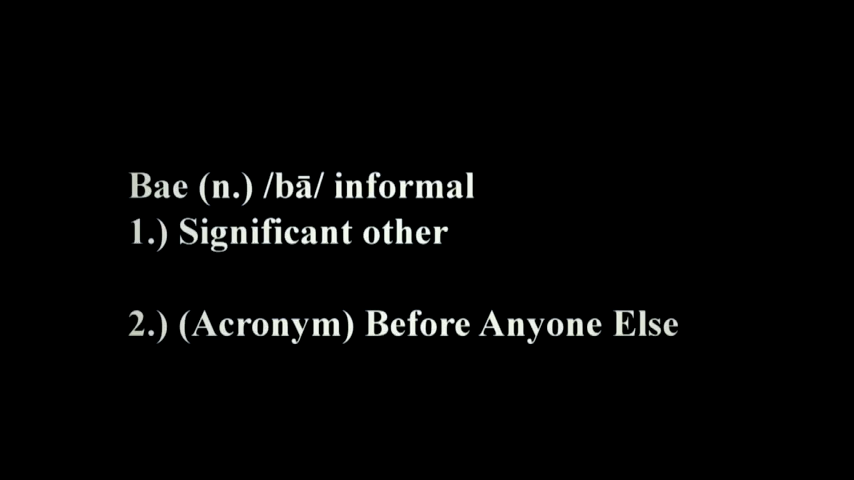 Bae (n.) /bā/ informal
1.) Significant other
2.) (Acronym) Before Anyone Else